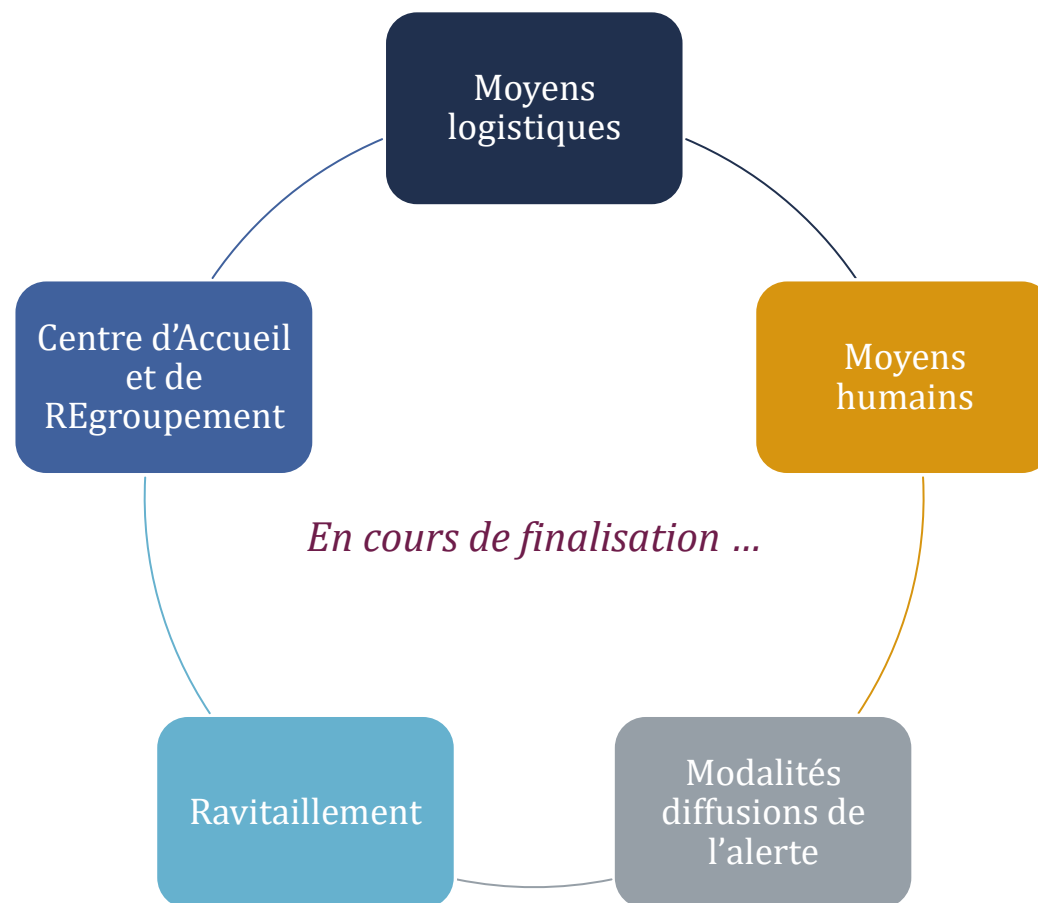 Moyens
logistiques
Centre d’Accueil
et de
REgroupement
Moyens
humains
En cours de finalisation …
Ravitaillement
Modalités
diffusions de
l’alerte